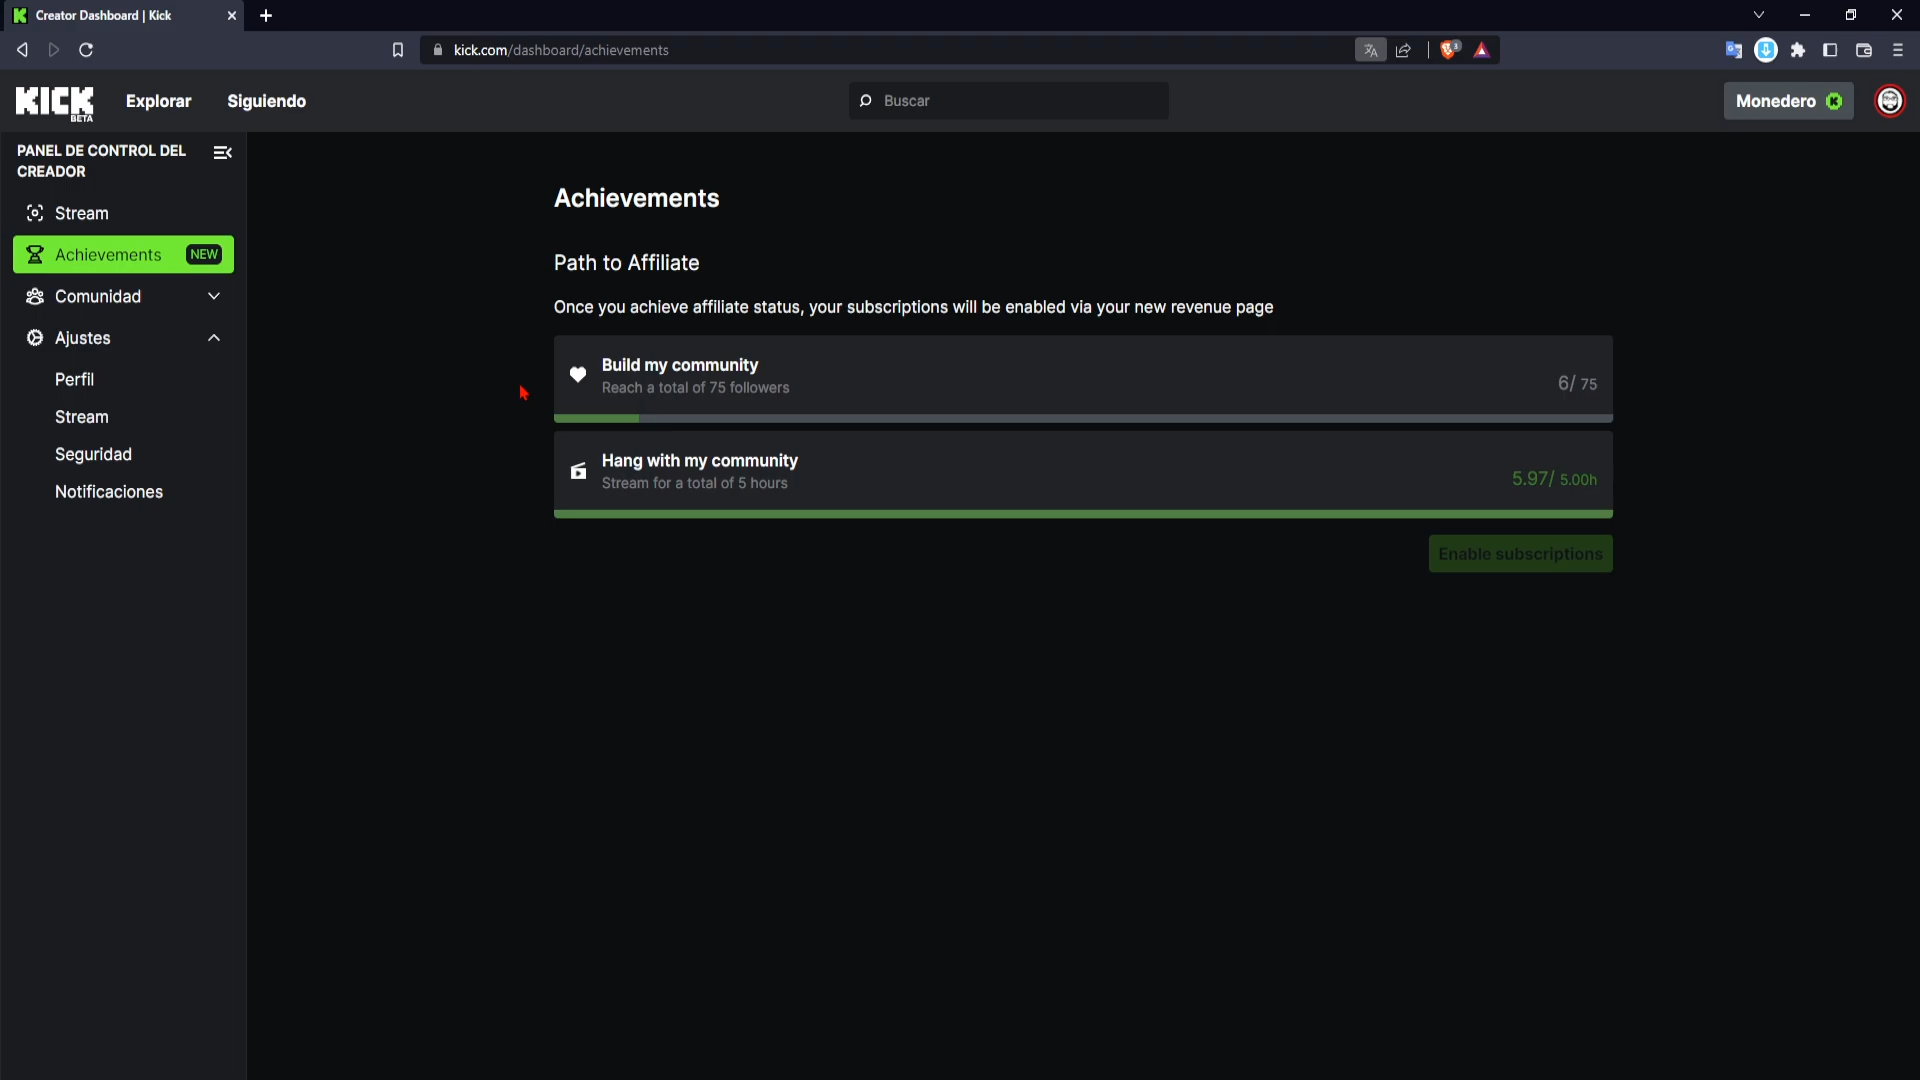 Creator Dashboard | Kick
kick.com/dashboard/achievements
3
KICK
BETA
Explorar
Siguiendo
Buscar
Monedero
PANEL DE CONTROL DEL
CREADOR
Stream
Achievements NEW
Comunidad
Ajustes
Perfil
Stream
Seguridad
Notificaciones
Achievements
Path to Affiliate
Once you achieve affiliate status, your subscriptions will be enabled via your new revenue page
Build my community
Reach a total of 75 followers
6/ 75
Hang with my community
Stream for a total of 5 hours
5.97/ 5.00h
Enable subscriptions